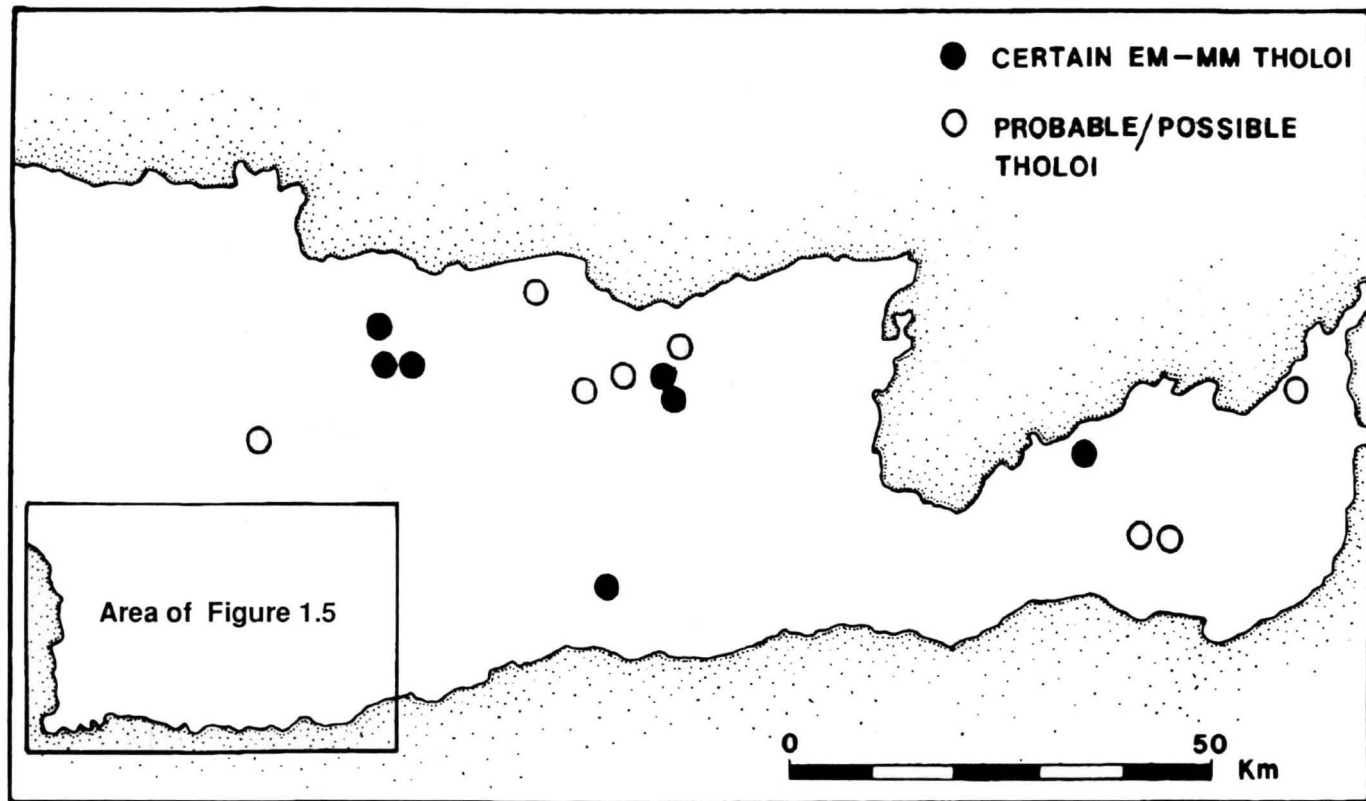 CERTAIN EM–MM THOLOI
PROBABLE/POSSIBLE
THOLOI
Area of Figure 1.5
0 50
Km